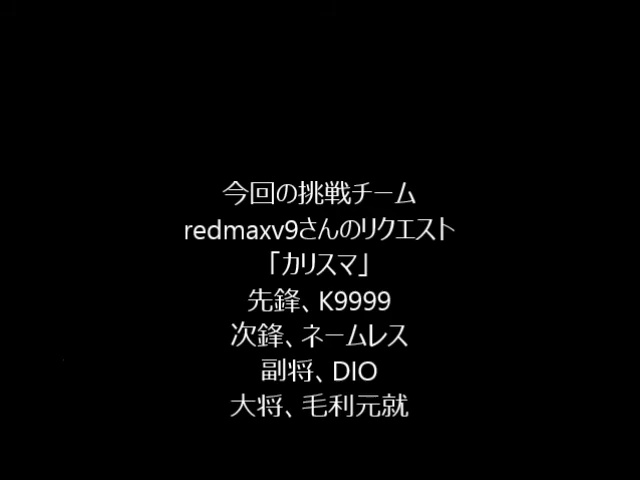 今回の挑戦チーム
redmaxv9さんのリクエスト
「カリスマ」
先鋒、K9999
次鋒、ネームレス
副将、DIO
大将、毛利元就